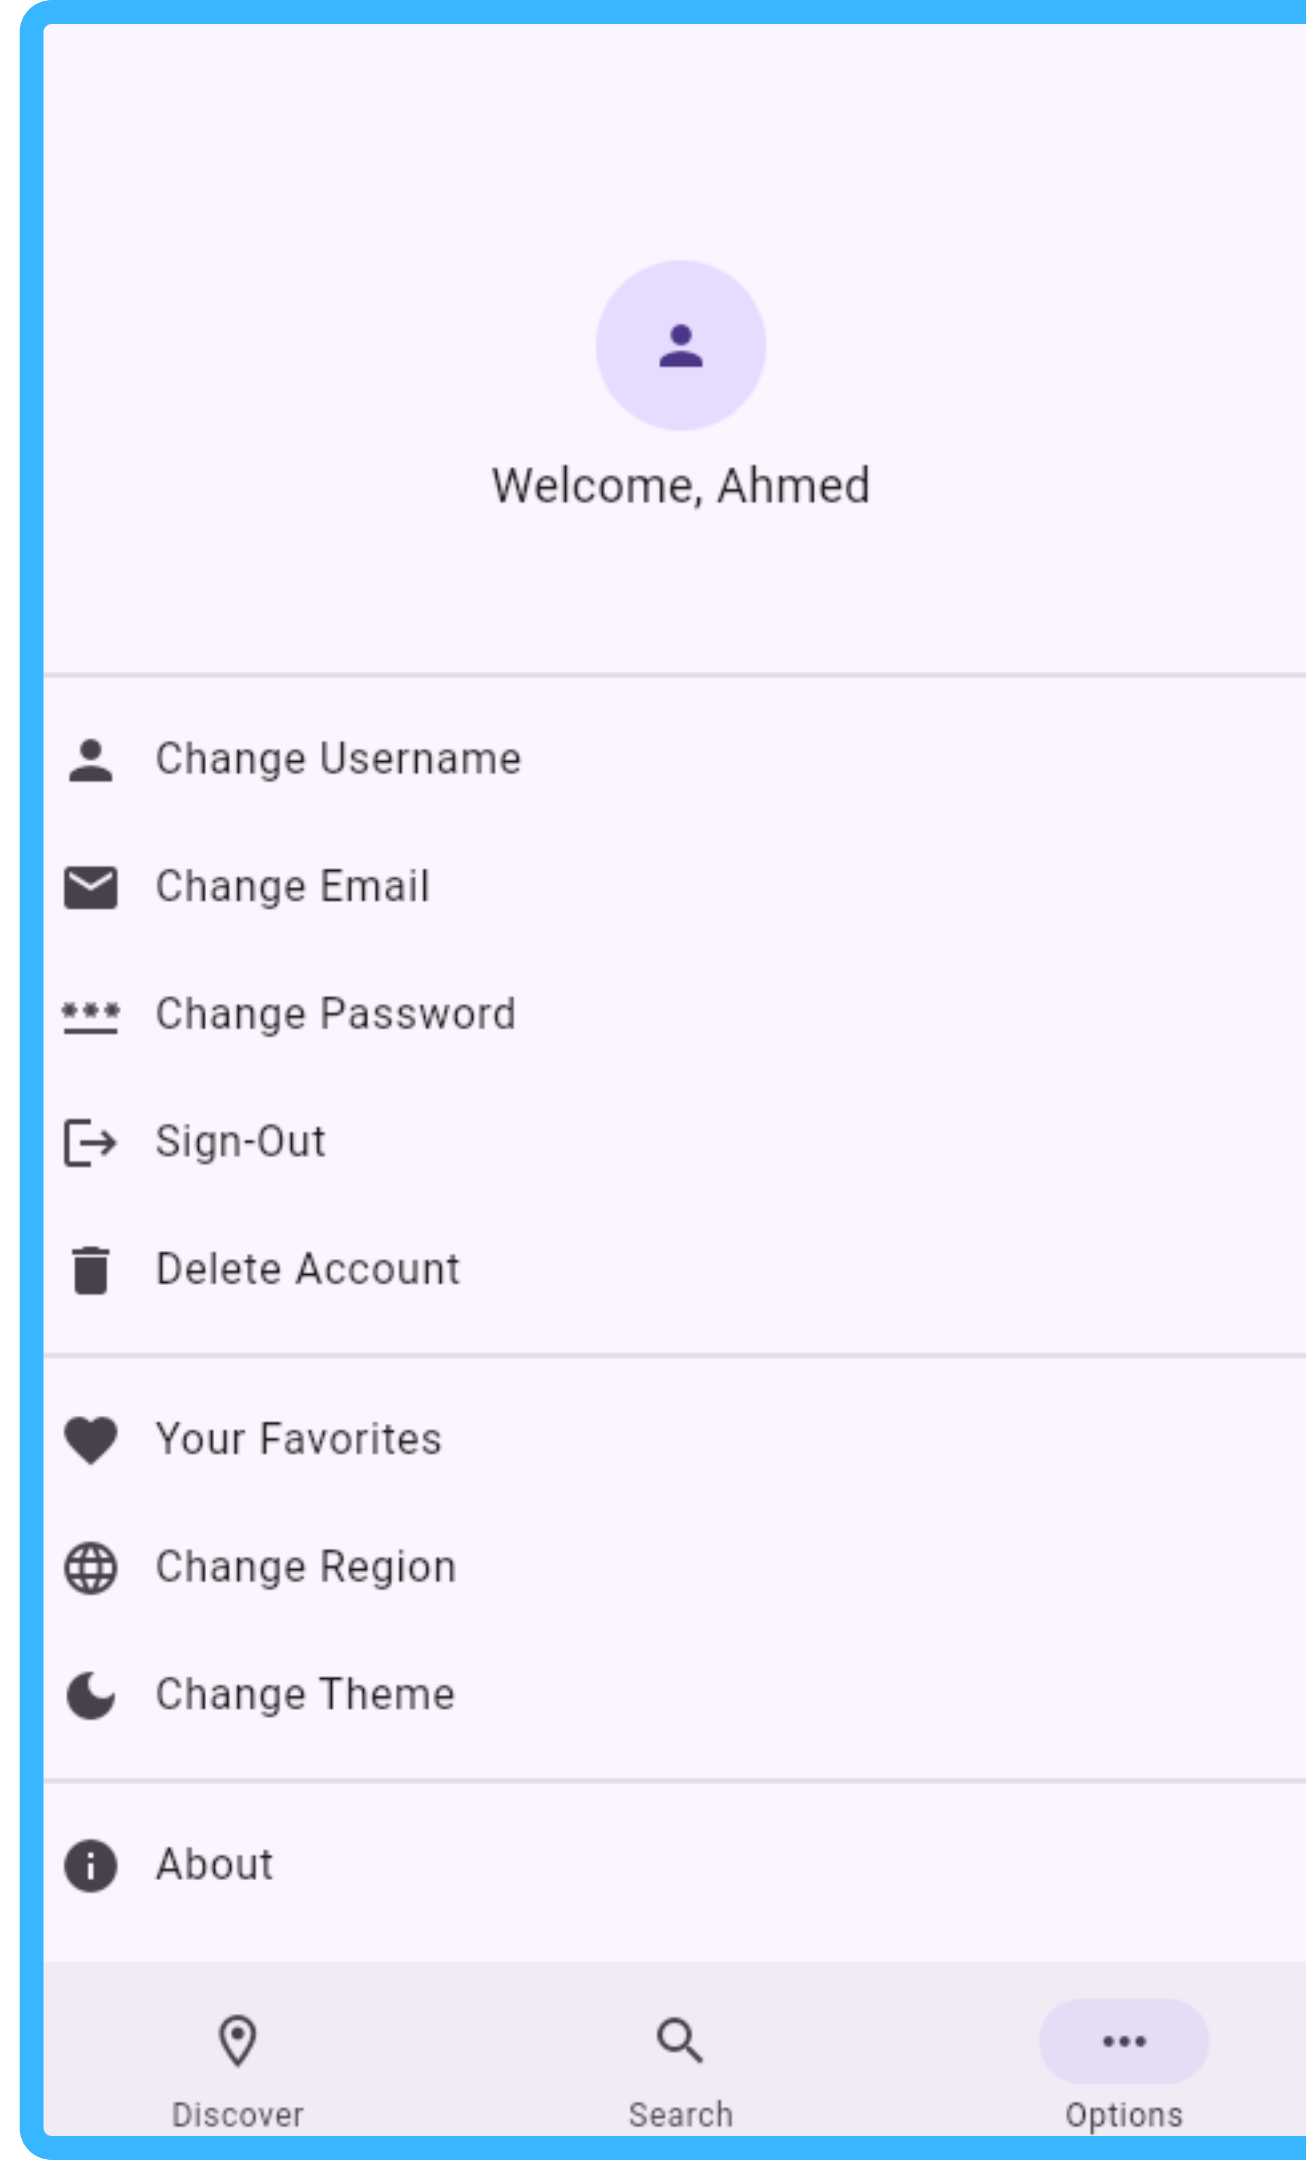 Welcome, Ahmed
Change Username
Change Email
Change Password
Sign-Out
Delete Account
Your Favorites
Change Region
Change Theme
About
Discover
Search
Options